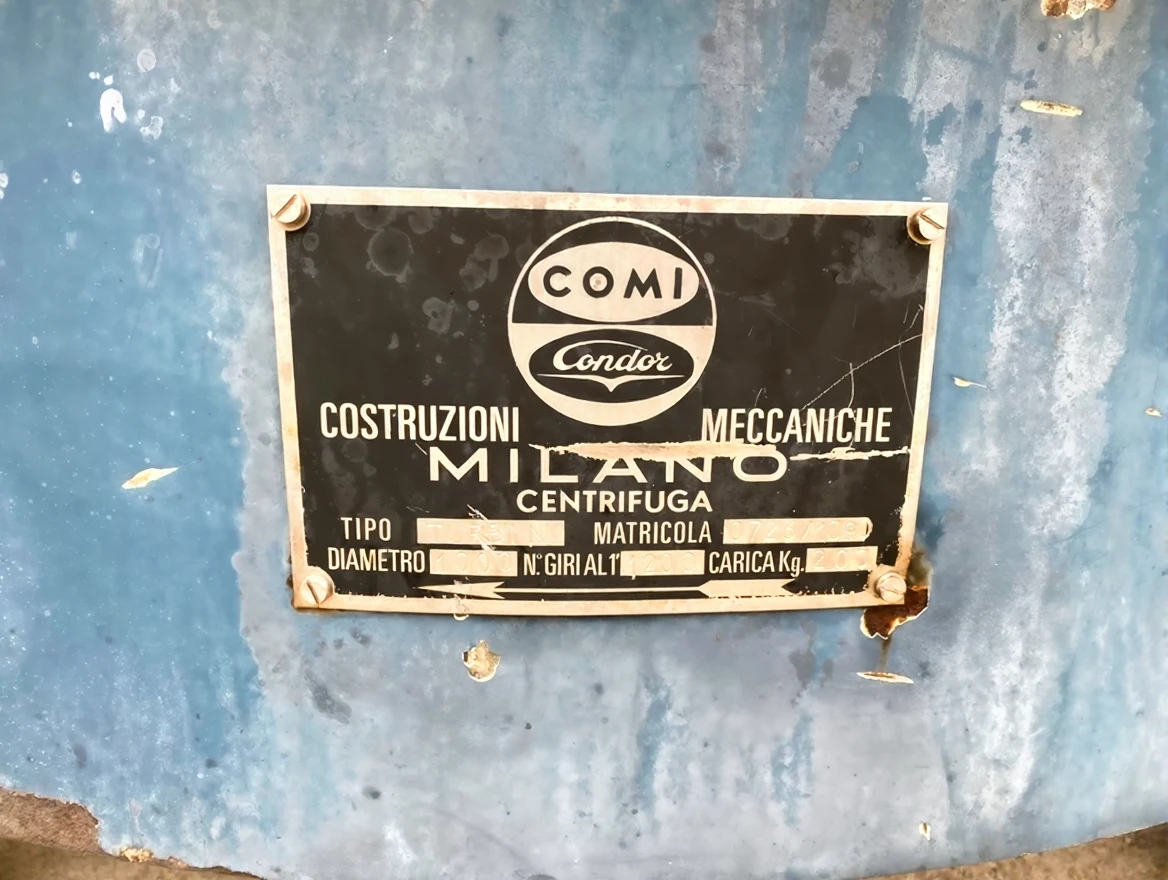 COMI
Condor
COSTRUZIONI MECCANICHE
MILANO
CENTRIFUGA
TIPO MATRICOLA
DIAMETRO N° GIRI AL 1' CARICA Kg.